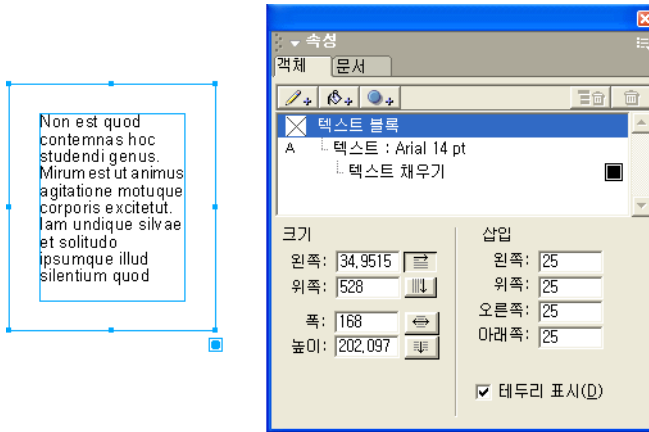 Non est quod
contemnas hoc
studendi genus.
Mirum est ut animus
agitatione motuque
corporis excitetut.
Iam undique silvae
et solitudo
ipsumque illud
silentium quod
속성
객체
문서
텍스트 블록
A 텍스트 : Arial 14 pt
텍스트 채우기
크기
왼쪽: 34,9515
위쪽: 528
폭: 168
높이: 202,097
삽입
왼쪽: 25
위쪽: 25
오른쪽: 25
아래쪽: 25
테두리 표시(D)